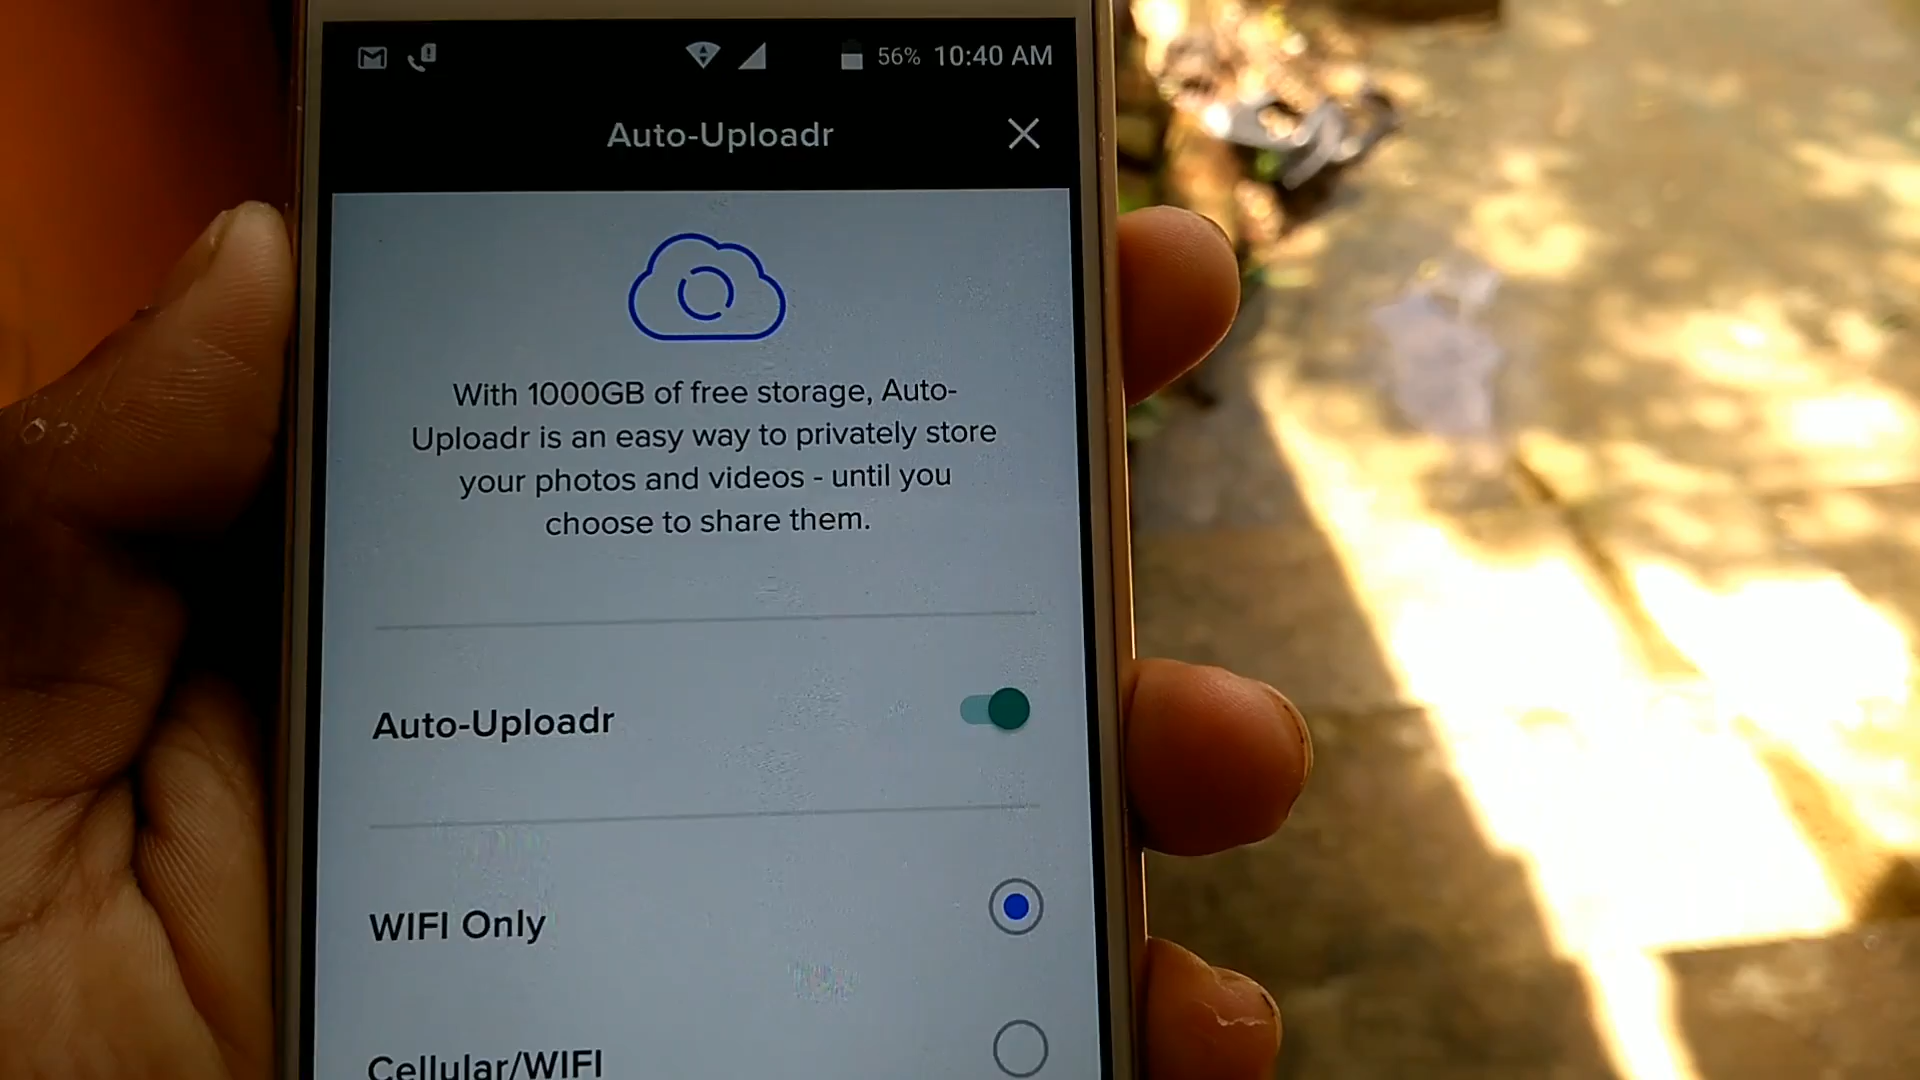 56% 10:40 AM
Auto-Uploadr
With 1000GB of free storage, Auto-
Uploadr is an easy way to privately store
your photos and videos - until you
choose to share them.
Auto-Uploadr
WIFI Only
Cellular/WIFI